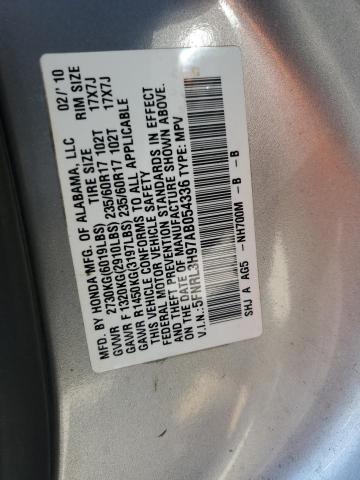 MFD. BY HONDA MFG. OF ALABAMA, LLC 02/' 10
TIRE SIZE RIM SIZE
GVWR 2730KG(6019LBS)
GAWR F 1320KG(2910LBS) 235/60R17 102T 17X7J
GAWR R 1450KG(3197LBS) 235/60R17 102T 17X7J
THIS VEHICLE CONFORMS TO ALL APPLICABLE
FEDERAL MOTOR VEHICLE SAFETY
AND THEFT PREVENTION STANDARDS IN EFFECT
ON THE DATE OF MANUFACTURE SHOWN ABOVE.
V.I.N.:5FNRL3H97AB054396 TYPE: MPV
SHJ A AG5 -NH700M -B -B